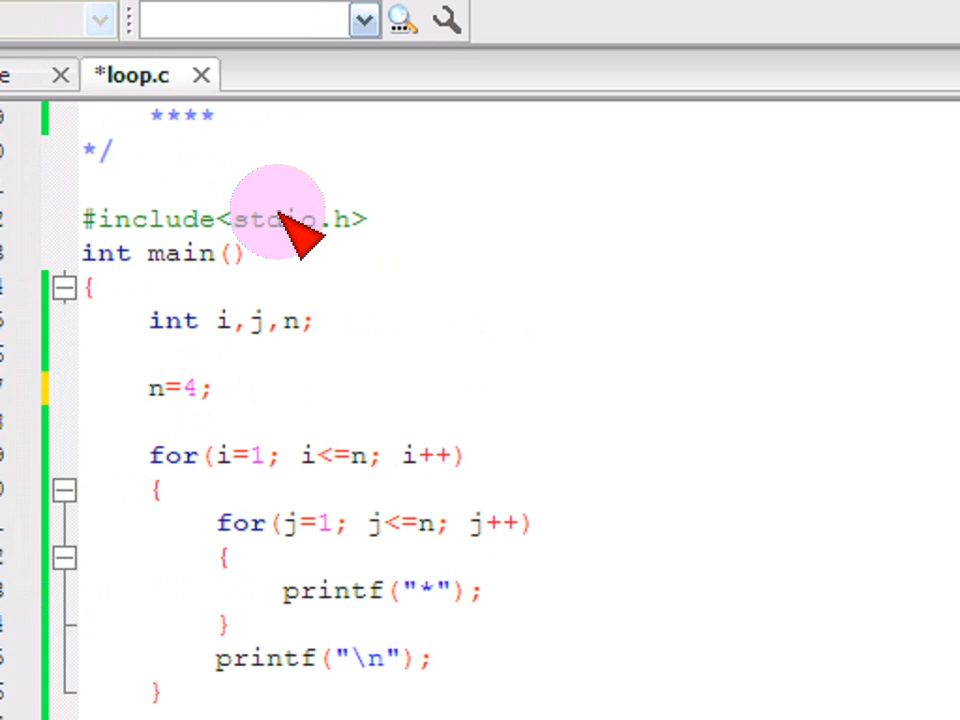 e
*loop.c
****
*/
#include<stdio.h>
int main()
{
int i,j,n;
n=4;
for(i=1; i<=n; i++)
{
for(j=1; j<=n; j++)
{
printf("*");
}
printf("\n");
}